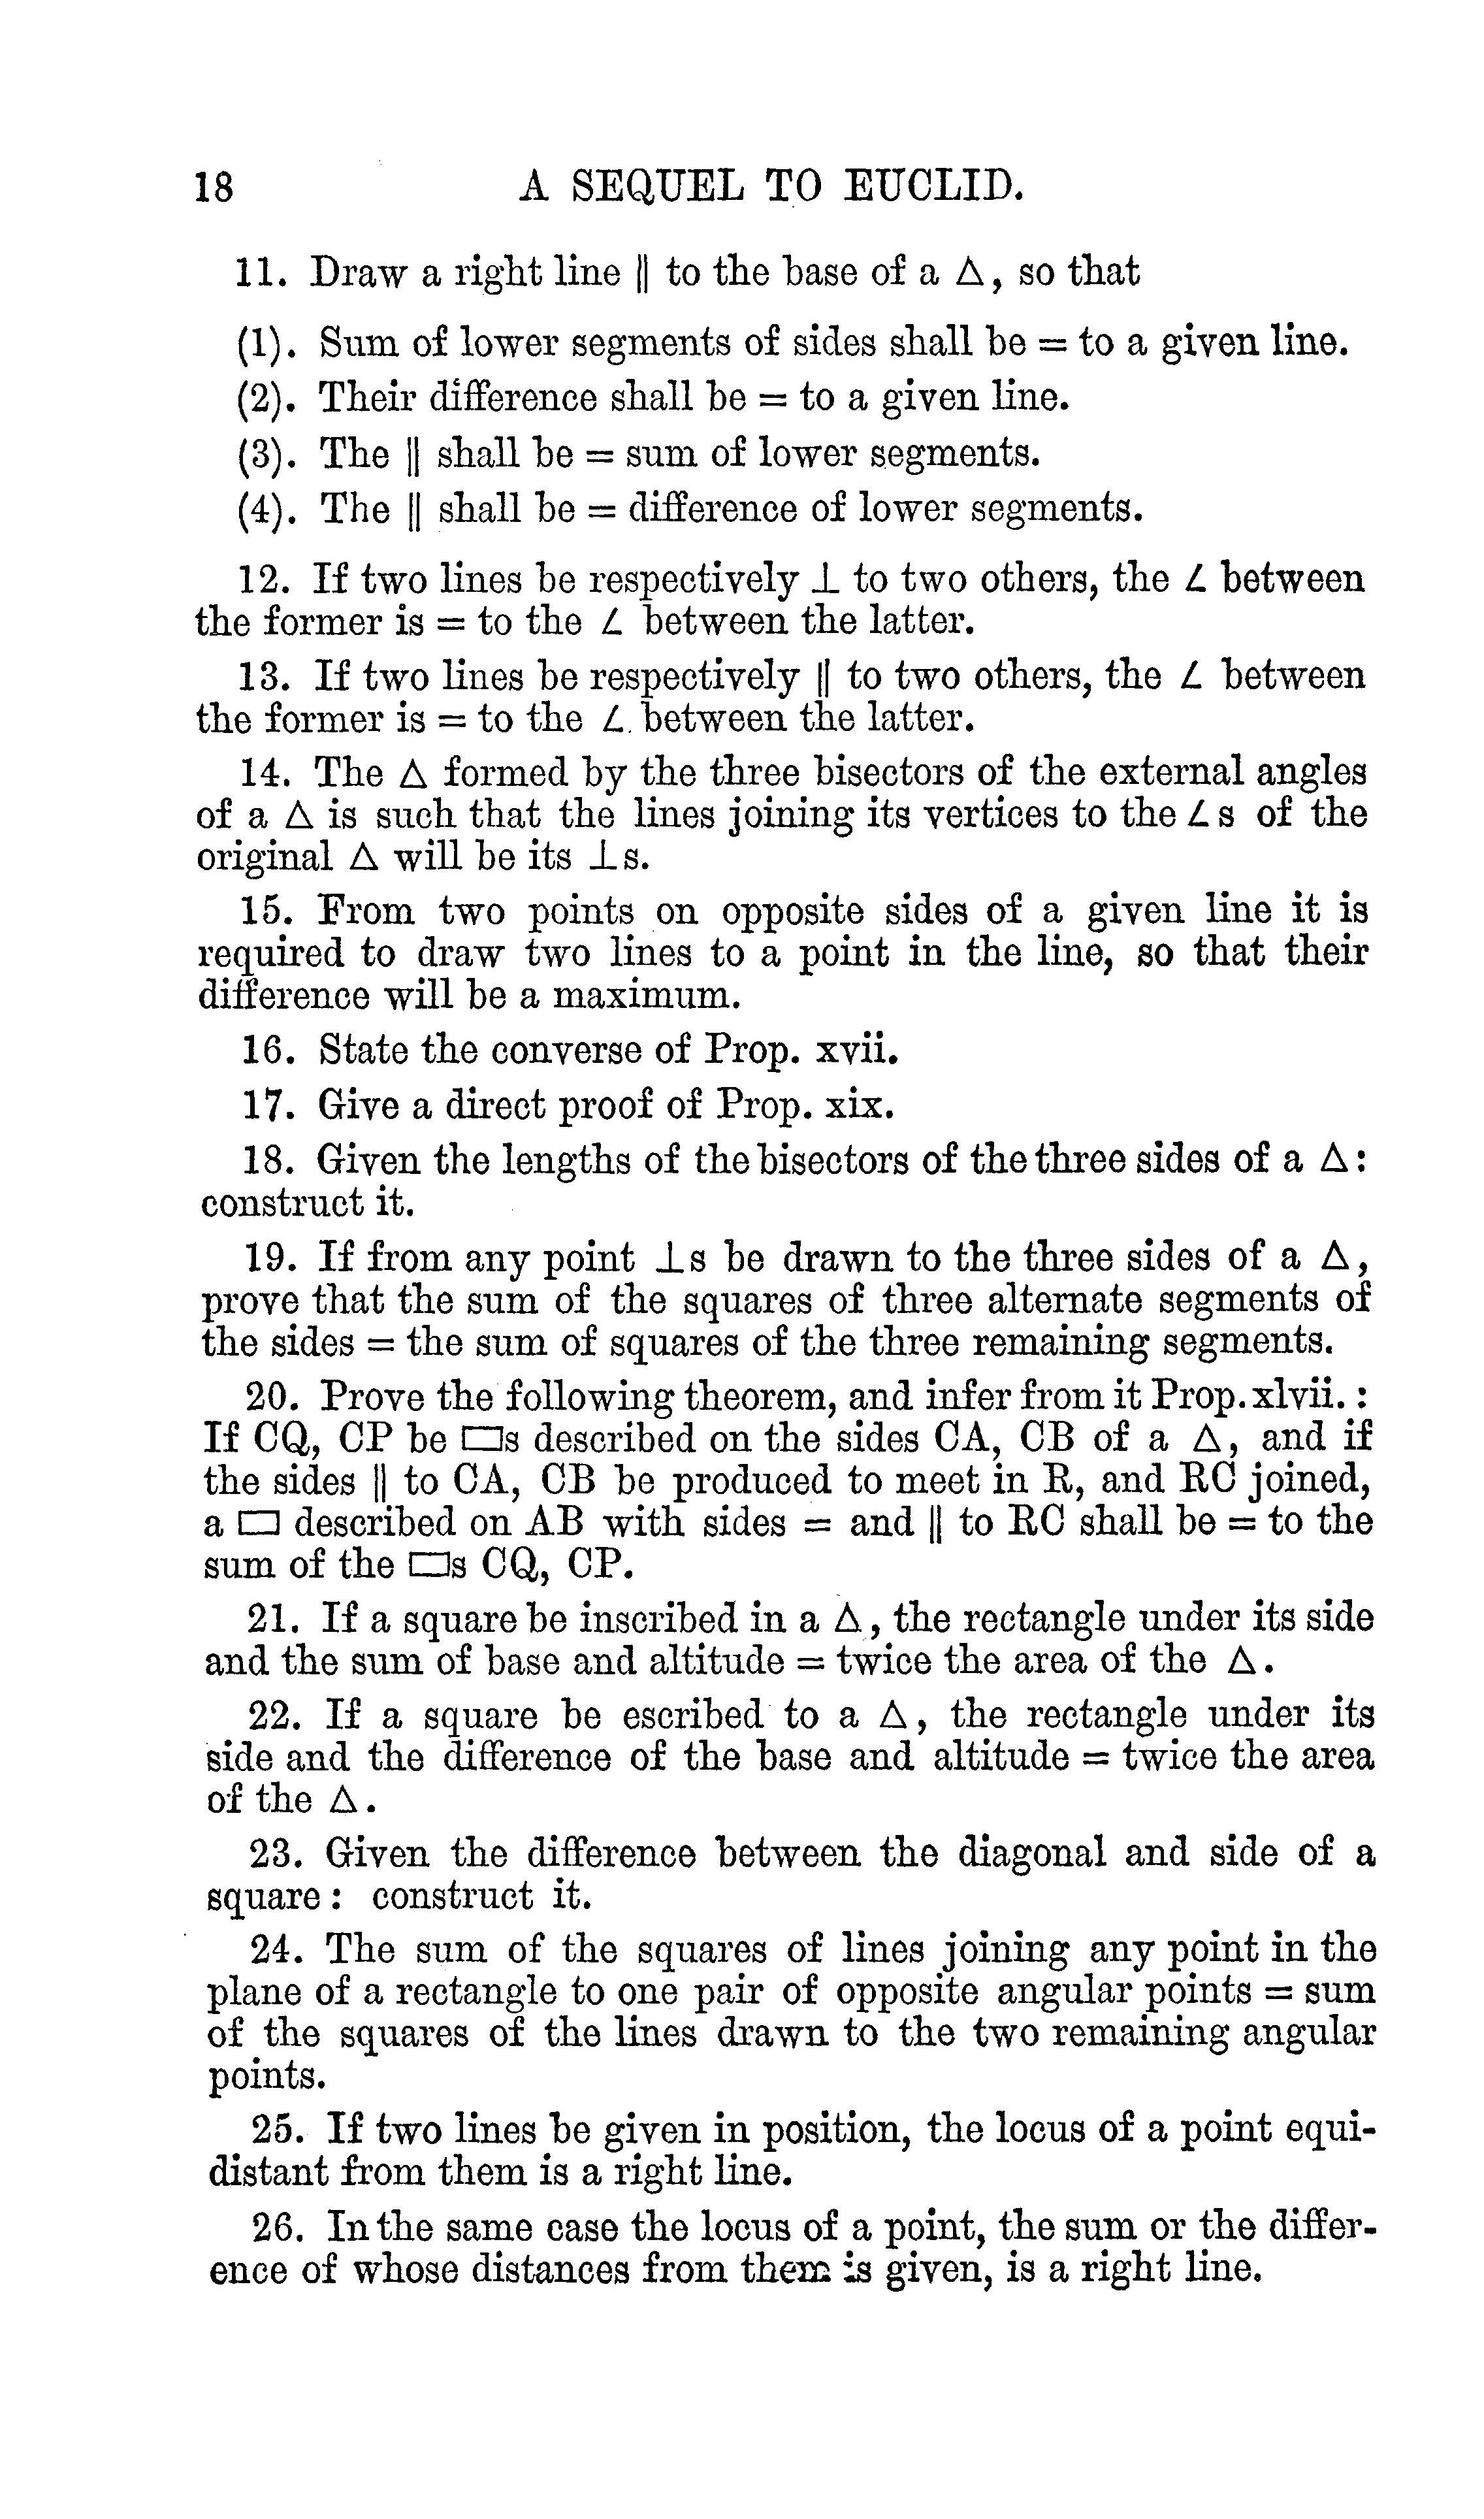 18 A SEQUEL TO EUCLID.
11. Draw a right line ∥ to the base of a △, so that
(1). Sum of lower segments of sides shall be = to a given line.
(2). Their difference shall be = to a given line.
(3). The ∥ shall be = sum of lower segments.
(4). The ∥ shall be = difference of lower segments.
12. If two lines be respectively ⊥ to two others, the ∠ between
the former is = to the ∠ between the latter.
13. If two lines be respectively ∥ to two others, the ∠ between
the former is = to the ∠ between the latter.
14. The △ formed by the three bisectors of the external angles
of a △ is such that the lines joining its vertices to the ∠s of the
original △ will be its ⊥s.
15. From two points on opposite sides of a given line it is
required to draw two lines to a point in the line, so that their
difference will be a maximum.
16. State the converse of Prop. xvii.
17. Give a direct proof of Prop. xix.
18. Given the lengths of the bisectors of the three sides of a △:
construct it.
19. If from any point ⊥s be drawn to the three sides of a △,
prove that the sum of the squares of three alternate segments of
the sides = the sum of squares of the three remaining segments.
20. Prove the following theorem, and infer from it Prop. xlvii. :
If CQ, CP be ▭s described on the sides CA, CB of a △, and if
the sides ∥ to CA, CB be produced to meet in R, and RC joined,
a ▭ described on AB with sides = and ∥ to RC shall be = to the
sum of the ▭s CQ, CP.
21. If a square be inscribed in a △, the rectangle under its side
and the sum of base and altitude = twice the area of the △.
22. If a square be escribed to a △, the rectangle under its
side and the difference of the base and altitude = twice the area
of the △.
23. Given the difference between the diagonal and side of a
square: construct it.
24. The sum of the squares of lines joining any point in the
plane of a rectangle to one pair of opposite angular points = sum
of the squares of the lines drawn to the two remaining angular
points.
25. If two lines be given in position, the locus of a point equi-
distant from them is a right line.
26. In the same case the locus of a point, the sum or the differ-
ence of whose distances from them is given, is a right line.